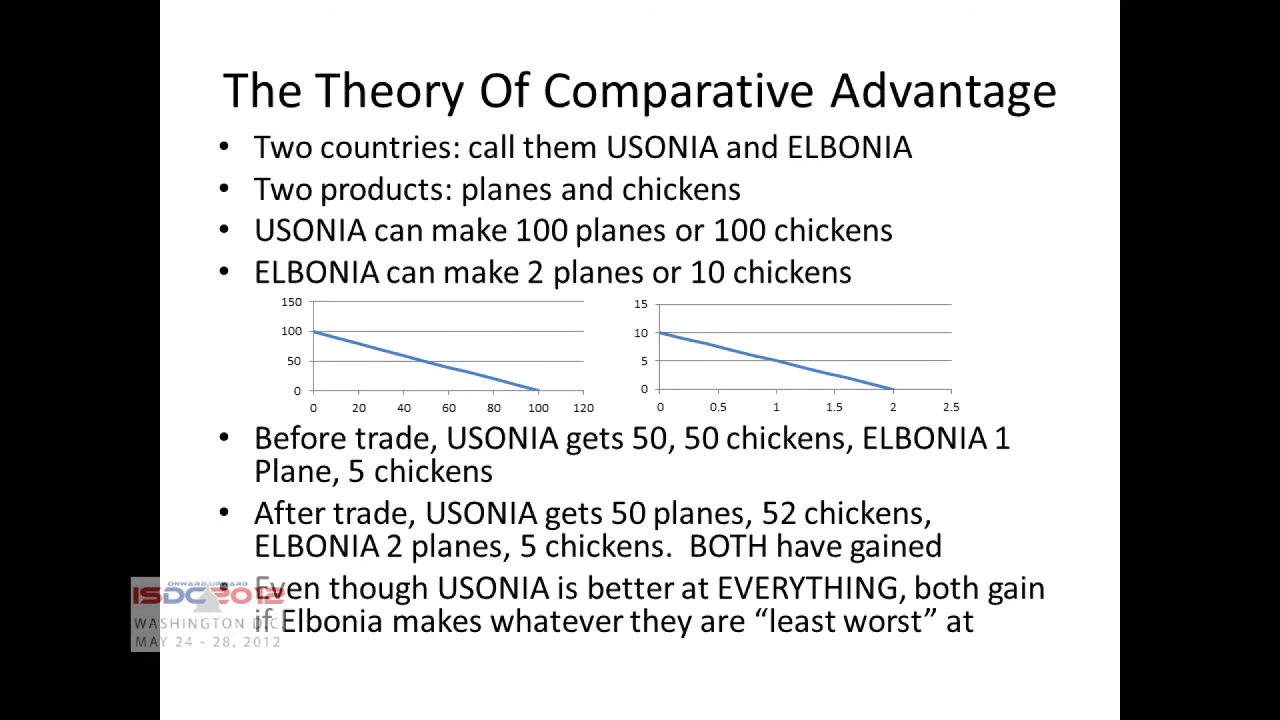 The Theory Of Comparative Advantage
• Two countries: call them USONIA and ELBONIA
• Two products: planes and chickens
• USONIA can make 100 planes or 100 chickens
• ELBONIA can make 2 planes or 10 chickens
150
100
50
0
0 20 40 60 80 100 120
15
10
5
0
0 0.5 1 1.5 2 2.5
• Before trade, USONIA gets 50, 50 chickens, ELBONIA 1
Plane, 5 chickens
• After trade, USONIA gets 50 planes, 52 chickens,
ELBONIA 2 planes, 5 chickens. BOTH have gained
• Even though USONIA is better at EVERYTHING, both gain
if Elbonia makes whatever they are “least worst” at
ONWARD UPWARD
ISDC 2012
WASHINGTON D.C.
MAY 24 - 28, 2012